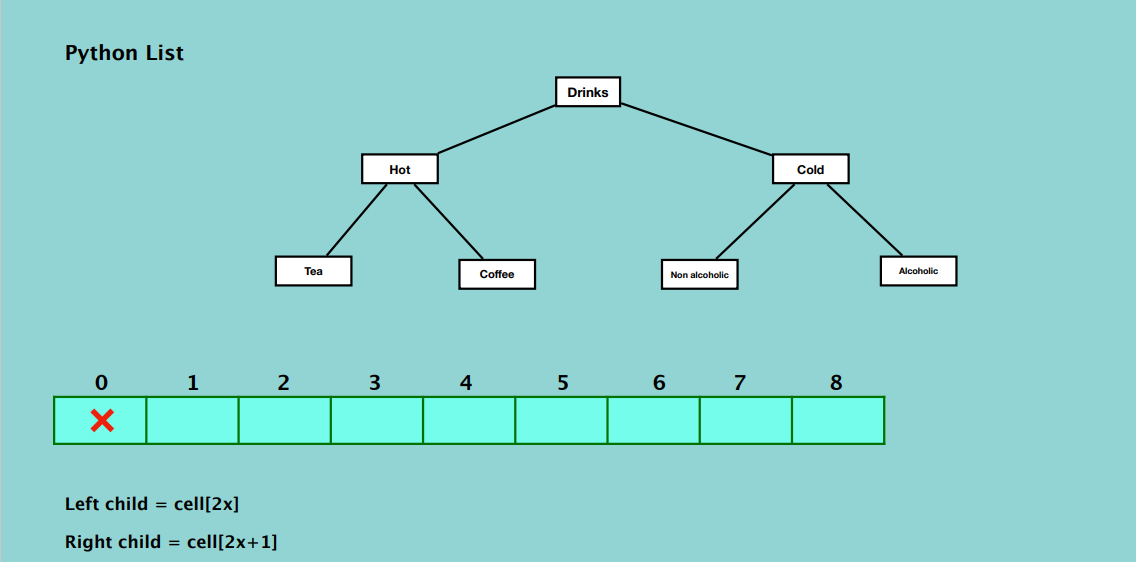 Python List
Drinks
Hot
Cold
Tea
Coffee
Non alcoholic
Alcoholic
0 1 2 3 4 5 6 7 8
Left child = cell[2x]
Right child = cell[2x+1]